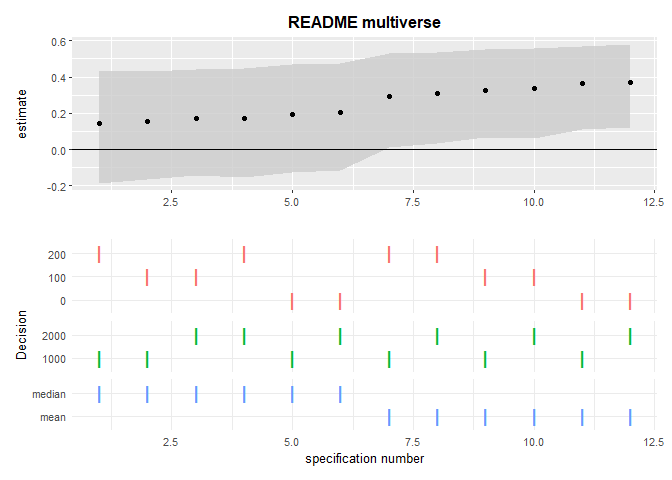 README multiverse
estimate
0.6
0.4
0.2
0.0
-0.2
2.5 5.0 7.5 10.0 12.5
Decision
200
100
0
2000
1000
median
mean
2.5 5.0 7.5 10.0 12.5
specification number